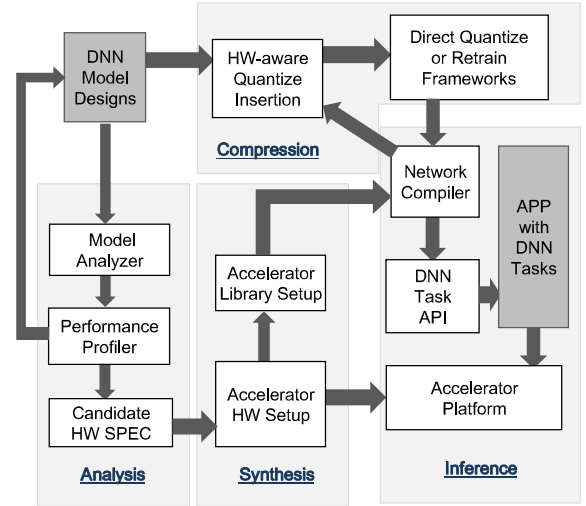 DNN
Model
Designs
HW-aware
Quantize
Insertion
Direct Quantize
or Retrain
Frameworks
Compression
Network
Compiler
APP
with
DNN
Tasks
Model
Analyzer
Accelerator
Library Setup
DNN
Task
API
Performance
Profiler
Accelerator
HW Setup
Accelerator
Platform
Candidate
HW SPEC
Analysis
Synthesis
Inference